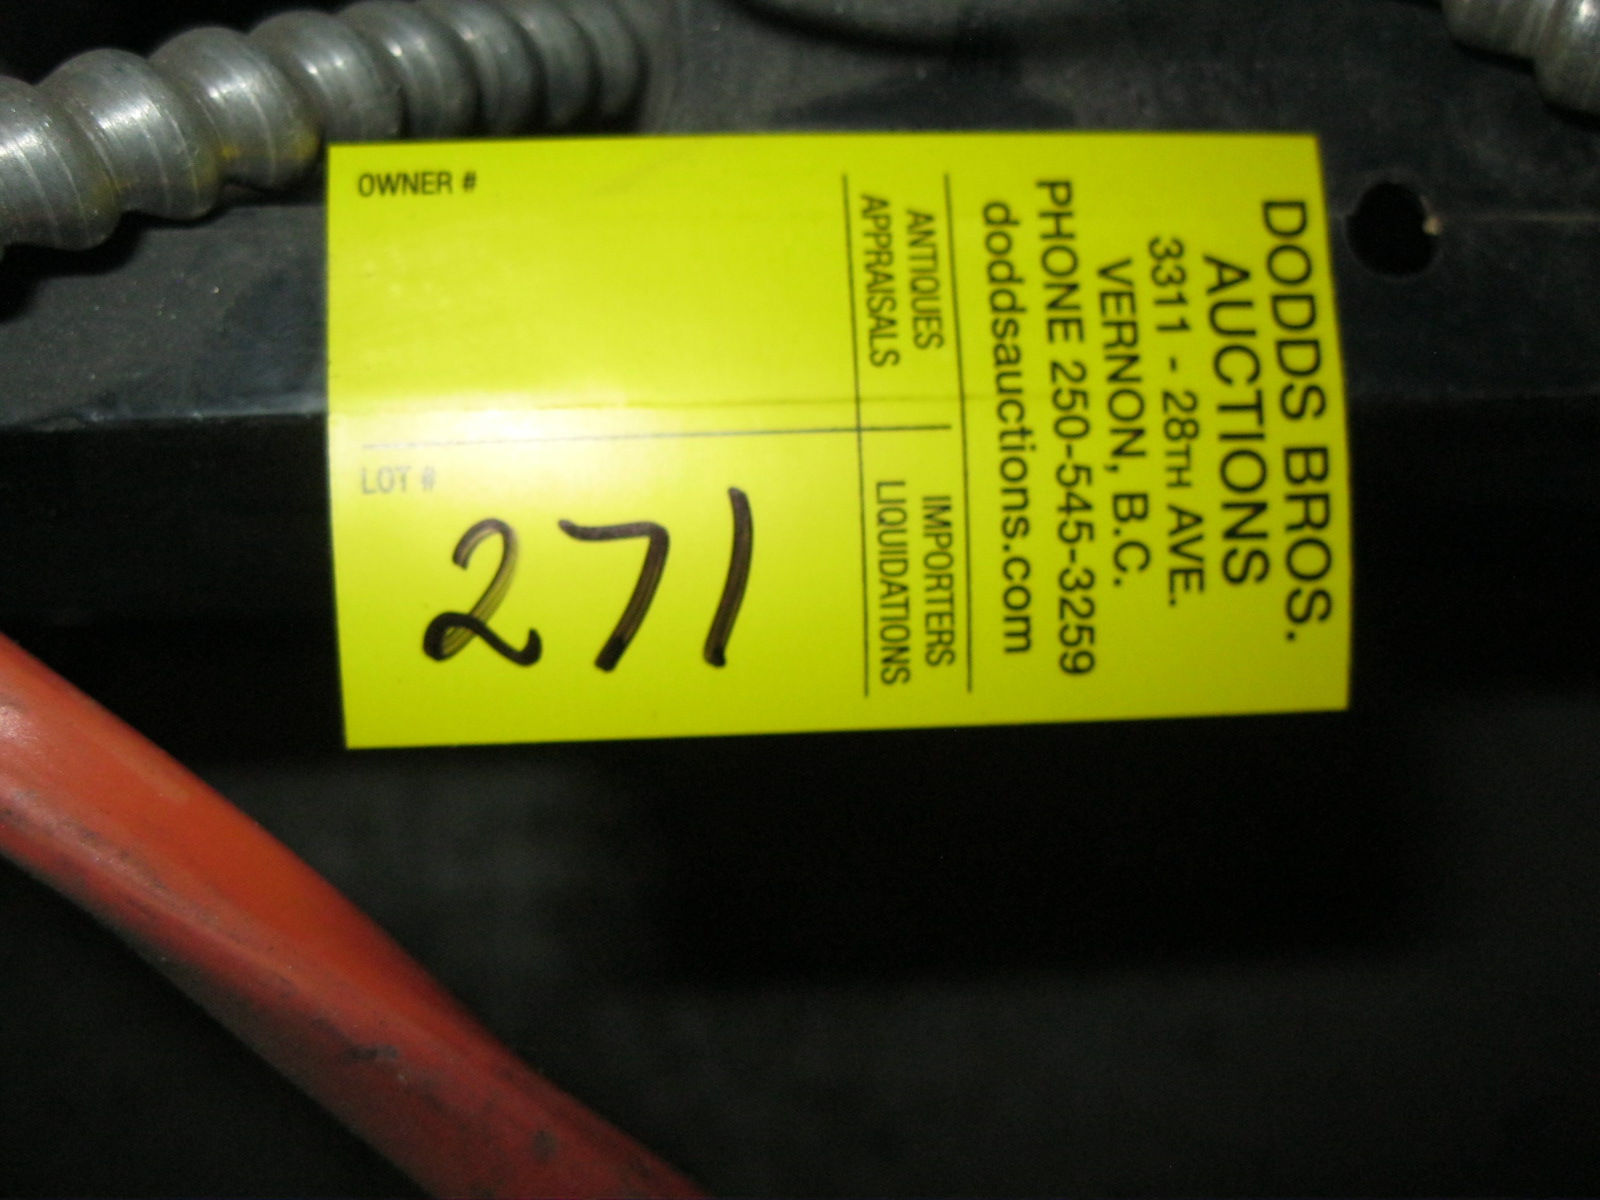 DODDS BROS.
AUCTIONS
3311 - 28TH AVE.
VERNON, B.C.
PHONE 250-545-3259
doddsauctions.com
ANTIQUES
APPRAISALS
IMPORTERS
LIQUIDATIONS
OWNER #
LOT #
271